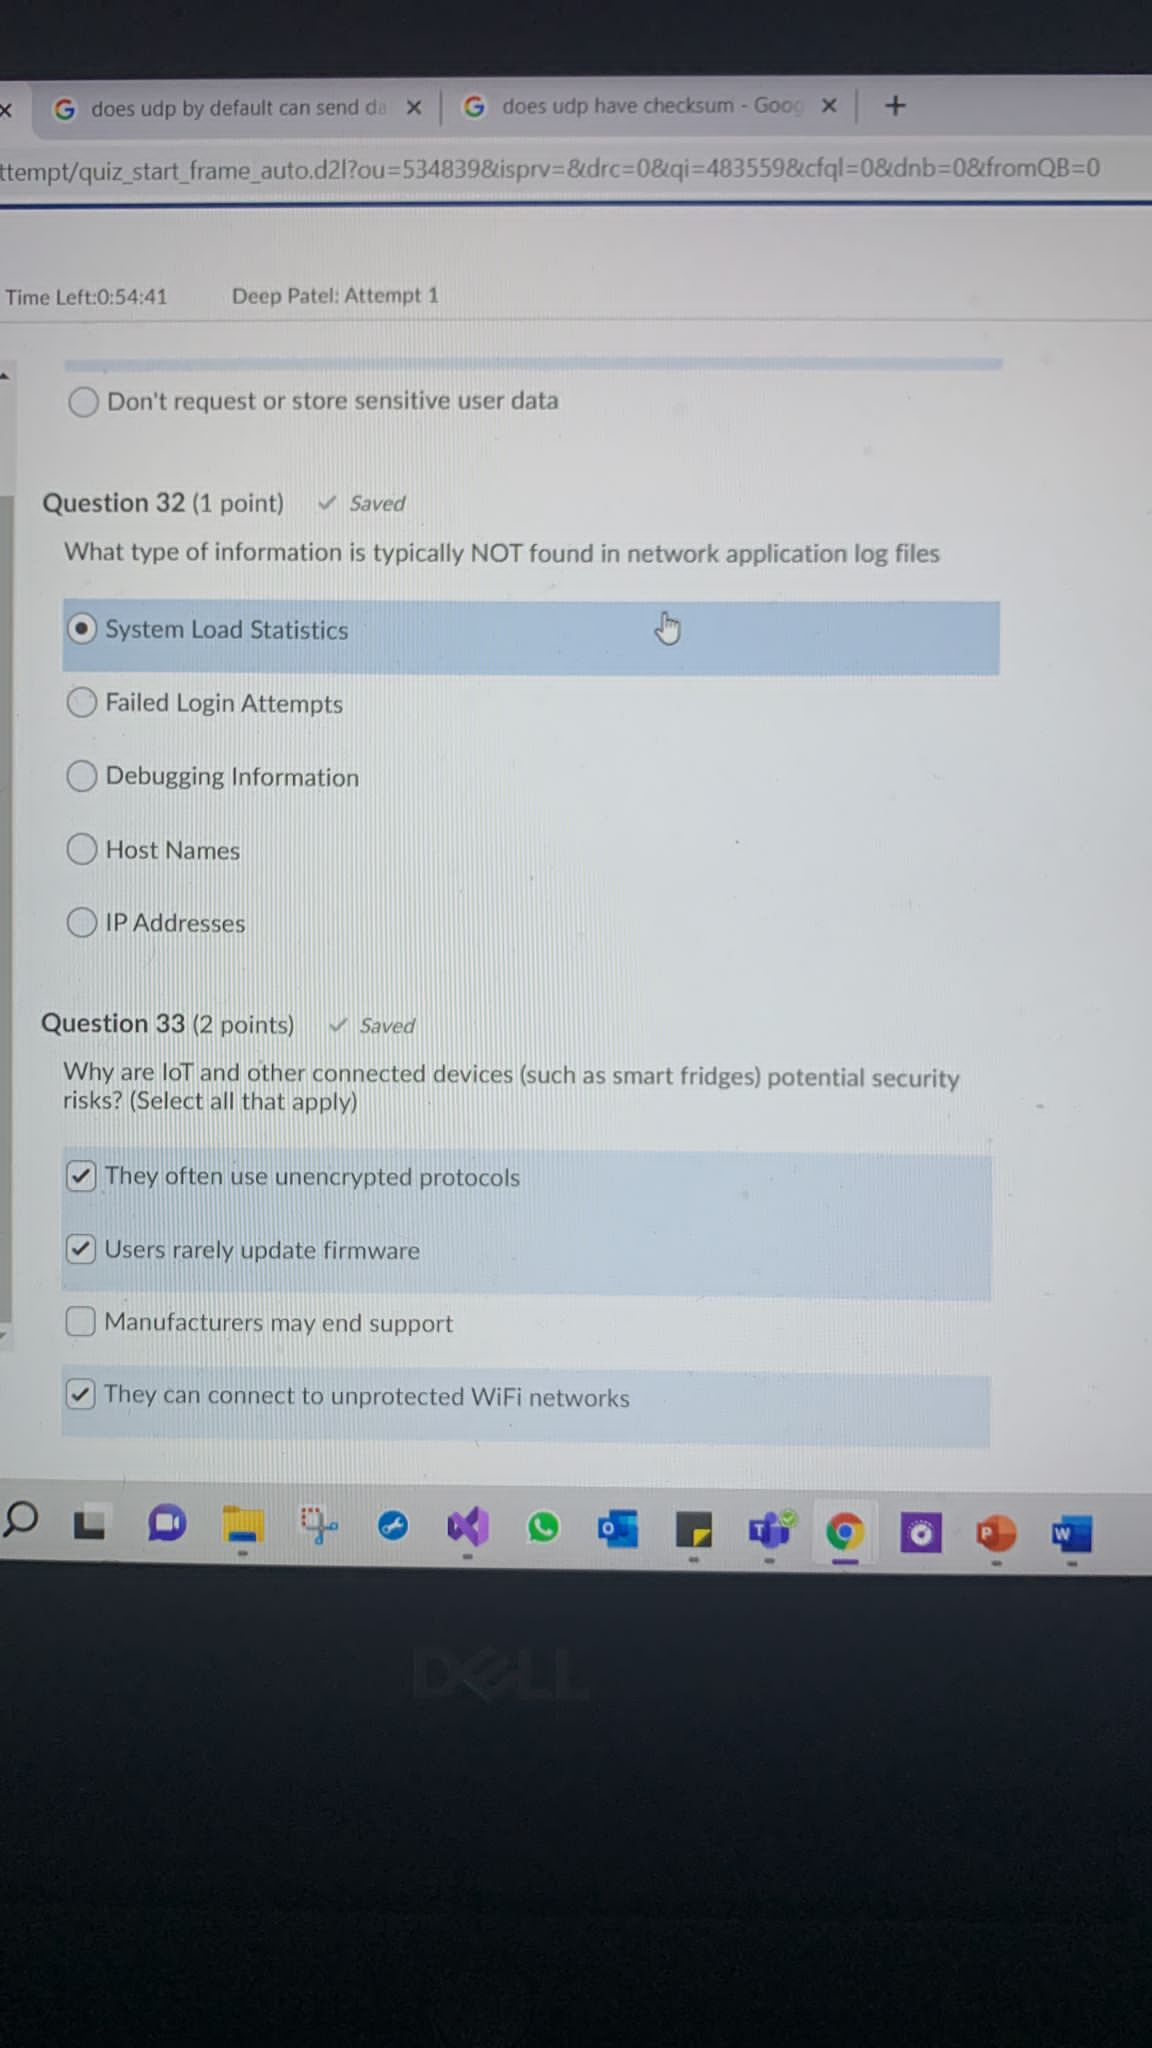 does udp by default can send da
does udp have checksum - Goog
ttempt/quiz_start_frame_auto.d2l?ou=534839&isprv=&drc=0&qi=483559&cfql=0&dnb=0&fromQB=0
Time Left:0:54:41 Deep Patel: Attempt 1
Don't request or store sensitive user data
Question 32 (1 point) Saved
What type of information is typically NOT found in network application log files
System Load Statistics
Failed Login Attempts
Debugging Information
Host Names
IP Addresses
Question 33 (2 points) Saved
Why are IoT and other connected devices (such as smart fridges) potential security
risks? (Select all that apply)
They often use unencrypted protocols
Users rarely update firmware
Manufacturers may end support
They can connect to unprotected WiFi networks
DELL